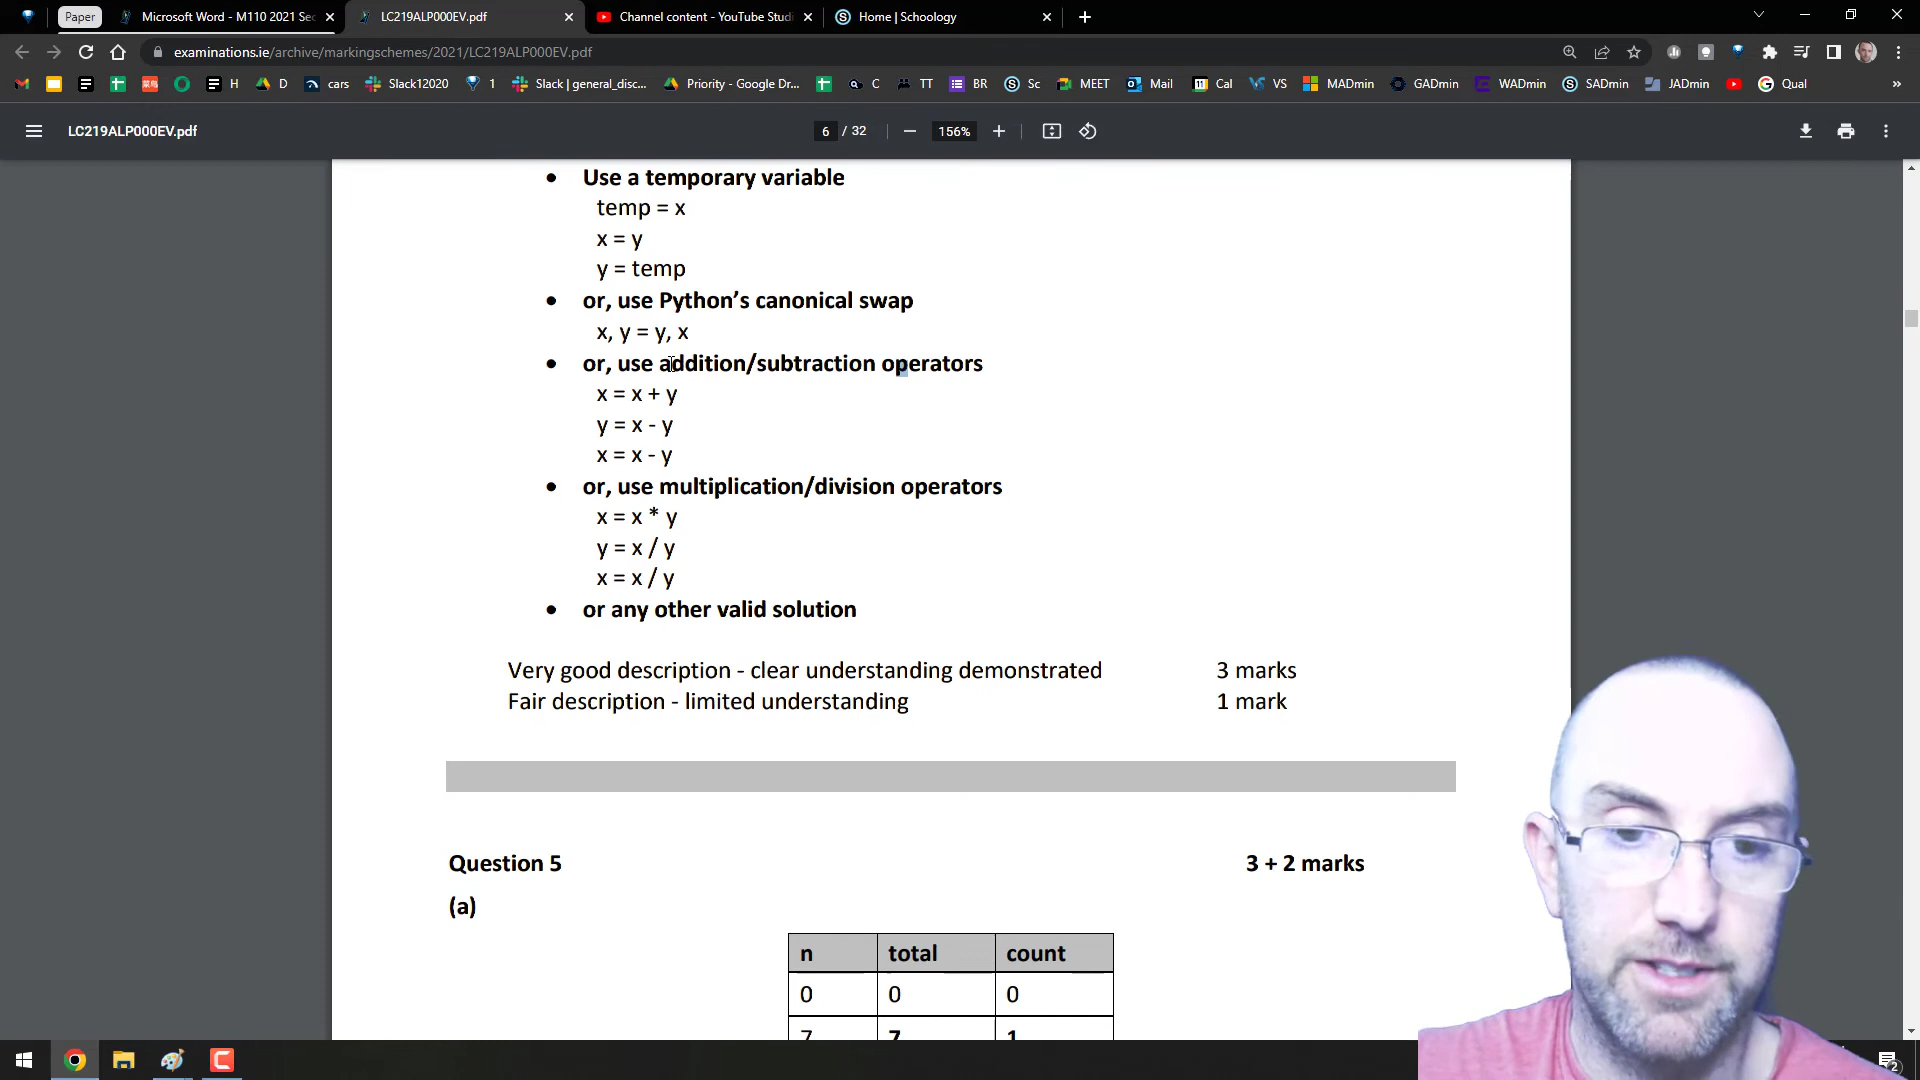 Paper
Microsoft Word - M110 2021 Sec
LC219ALP000EV.pdf
Channel content - YouTube Studi
Home | Schoology
examinations.ie/archive/markingschemes/2021/LC219ALP000EV.pdf
H D cars Slack12020 1 Slack | general_disc... Priority - Google Dr... C TT BR Sc MEET Mail Cal VS MADmin GADmin WADmin SADmin JADmin Qual »
LC219ALP000EV.pdf
6 / 32
156%
• Use a temporary variable
temp = x
x = y
y = temp
• or, use Python’s canonical swap
x, y = y, x
• or, use addition/subtraction operators
x = x + y
y = x - y
x = x - y
• or, use multiplication/division operators
x = x * y
y = x / y
x = x / y
• or any other valid solution
Very good description - clear understanding demonstrated 3 marks
Fair description - limited understanding 1 mark
Question 5 3 + 2 marks
(a)
n total count
0 0 0
7 7 1
2